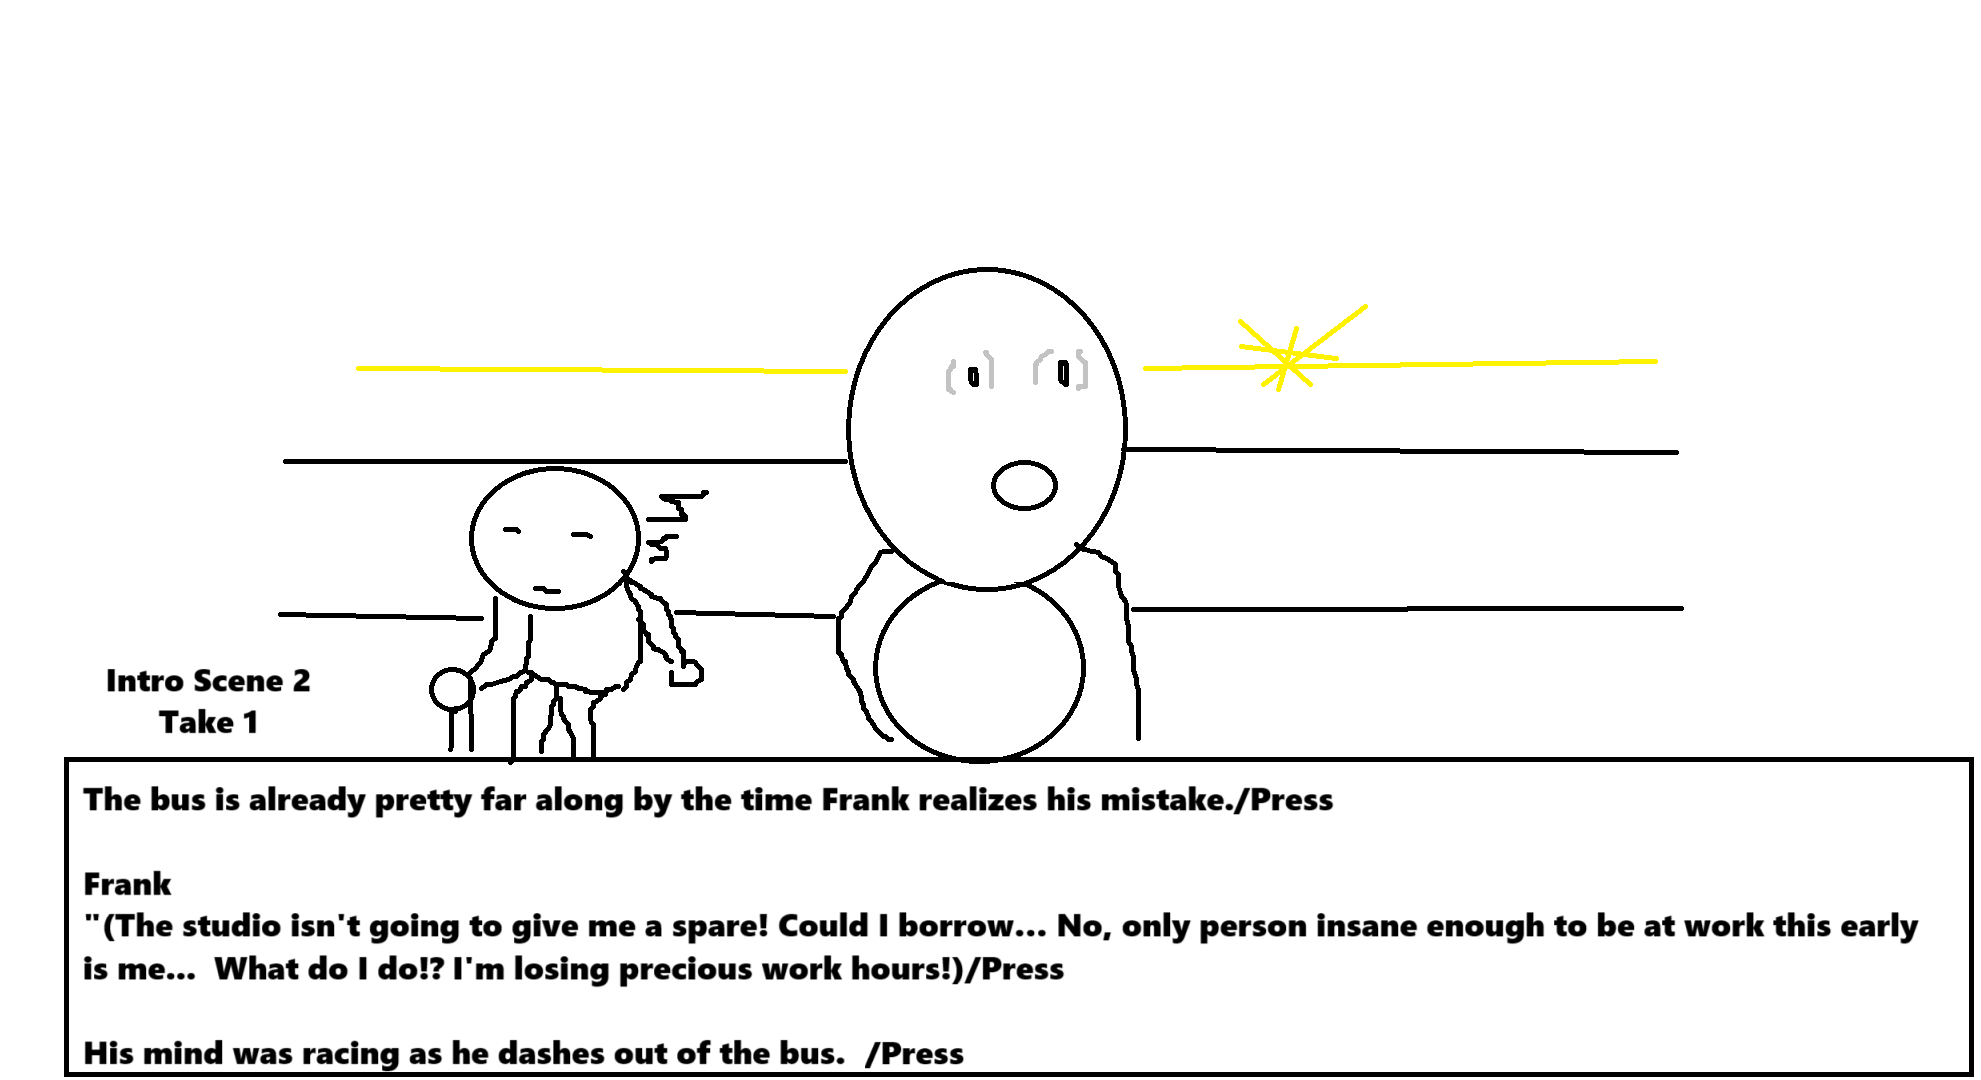 Intro Scene 2
Take 1
The bus is already pretty far along by the time Frank realizes his mistake./Press
Frank
"(The studio isn't going to give me a spare! Could I borrow... No, only person insane enough to be at work this early
is me...  What do I do!? I'm losing precious work hours!)/Press
His mind was racing as he dashes out of the bus.  /Press